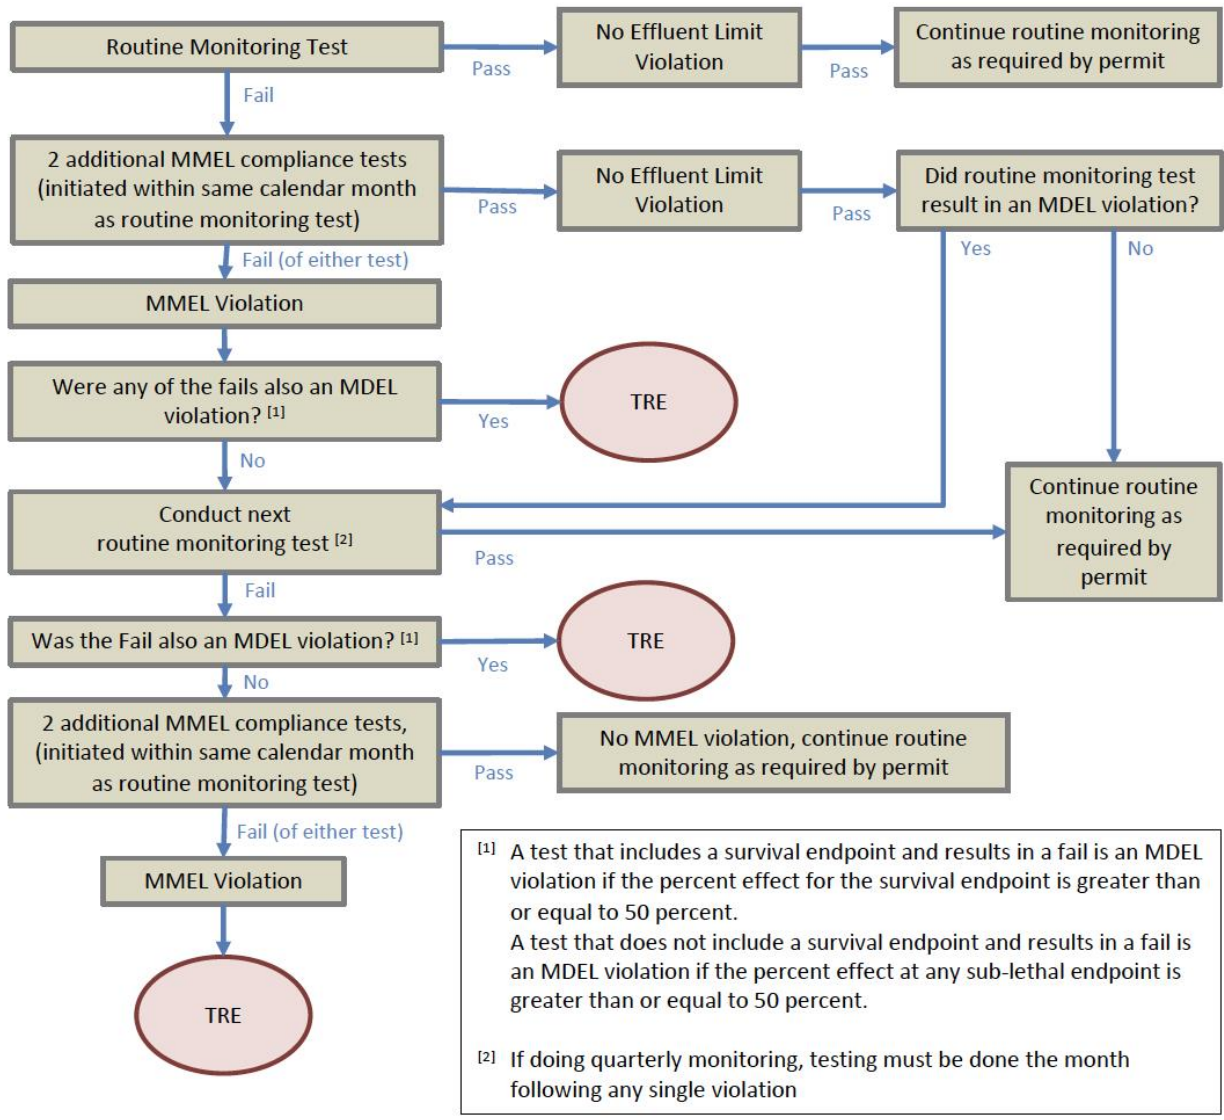 Routine Monitoring Test
Pass
No Effluent Limit
Violation
Pass
Continue routine monitoring
as required by permit
Fail
2 additional MMEL compliance tests
(initiated within same calendar month
as routine monitoring test)
Pass
No Effluent Limit
Violation
Pass
Did routine monitoring test
result in an MDEL violation?
Yes
No
Fail (of either test)
MMEL Violation
Were any of the fails also an MDEL
violation? [1]
Yes
TRE
No
Conduct next
routine monitoring test [2]
Pass
Continue routine
monitoring as
required by
permit
Fail
Was the Fail also an MDEL violation? [1]
Yes
TRE
No
2 additional MMEL compliance tests,
(initiated within same calendar month
as routine monitoring test)
Pass
No MMEL violation, continue routine
monitoring as required by permit
Fail (of either test)
MMEL Violation
TRE
[1] A test that includes a survival endpoint and results in a fail is an MDEL
violation if the percent effect for the survival endpoint is greater than
or equal to 50 percent.
A test that does not include a survival endpoint and results in a fail is
an MDEL violation if the percent effect at any sub-lethal endpoint is
greater than or equal to 50 percent.
[2] If doing quarterly monitoring, testing must be done the month
following any single violation